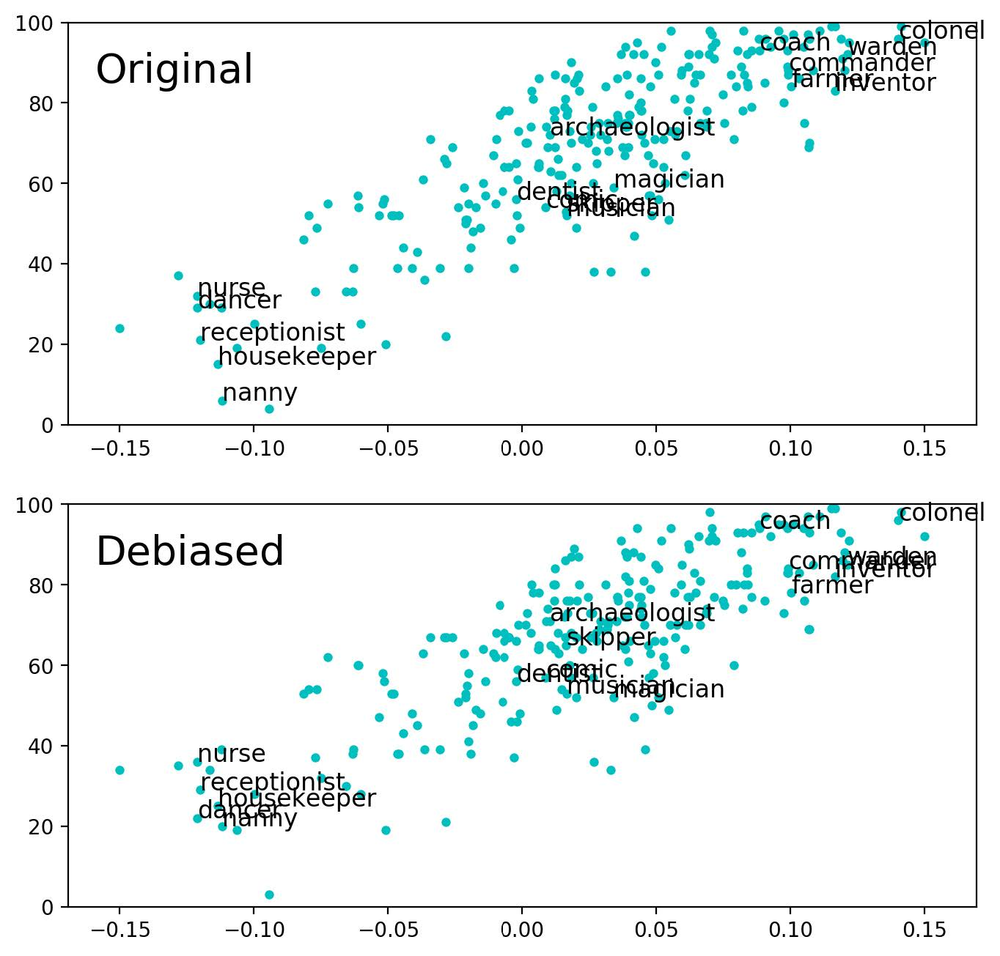 Original
100
80
60
40
20
0
colonel
coach
warden
commander
farmer
inventor
archaeologist
magician
dentist
comic
skipper
musician
nurse
dancer
receptionist
housekeeper
nanny
−0.15 −0.10 −0.05 0.00 0.05 0.10 0.15
Debiased
100
80
60
40
20
0
colonel
coach
warden
commander
inventor
farmer
archaeologist
skipper
comic
dentist
musician
magician
nurse
receptionist
housekeeper
dancer
nanny
−0.15 −0.10 −0.05 0.00 0.05 0.10 0.15